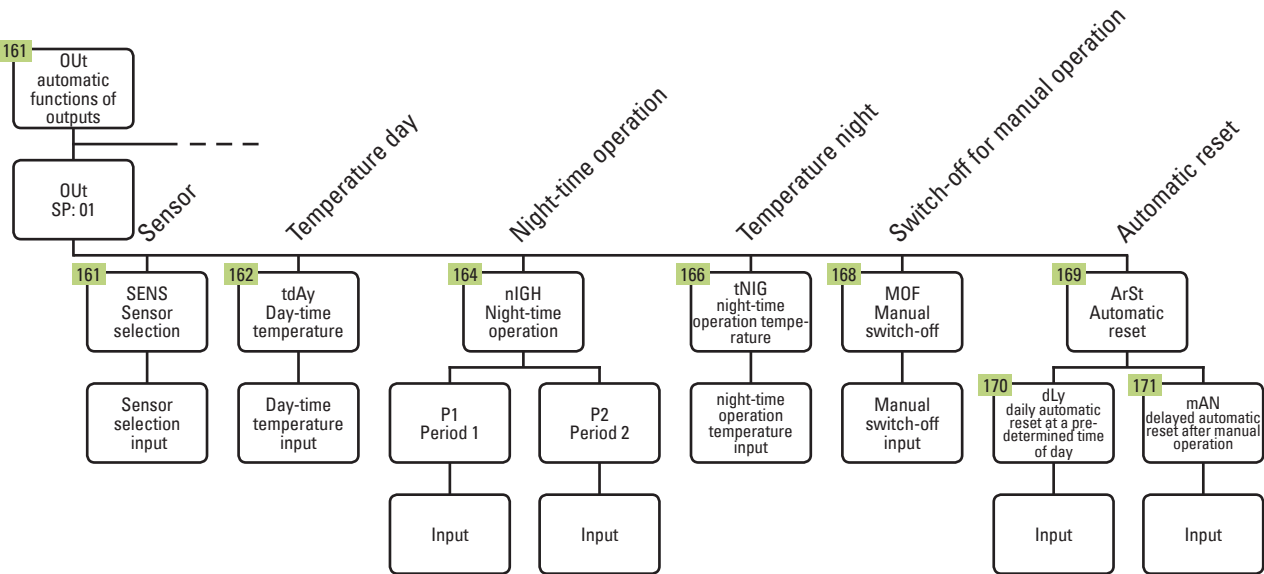 161
OUt
automatic
functions of
outputs
OUt
SP: 01
Sensor
Temperature day
Night-time operation
Temperature night
Switch-off for manual operation
Automatic reset
161
SENS
Sensor
selection
162
tdAy
Day-time
temperature
164
nIGH
Night-time
operation
166
tNIG
night-time
operation tempe-
rature
168
MOF
Manual
switch-off
169
ArSt
Automatic
reset
Sensor
selection
input
Day-time
temperature
input
P1
Period 1
P2
Period 2
night-time
operation
temperature
input
Manual
switch-off
input
170
dLy
daily automatic
reset at a pre-
determined time
of day
171
mAN
delayed automatic
reset after manual
operation
Input
Input
Input
Input